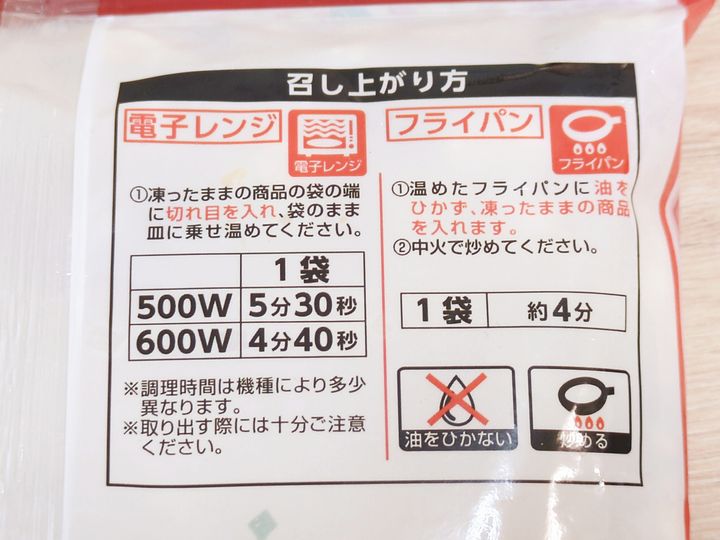 召し上がり方
電子レンジ
電子レンジ
①凍ったままの商品の袋の端
に切れ目を入れ、袋のまま
皿に乗せ温めてください。
1袋
500W 5分30秒
600W 4分40秒
※調理時間は機種により多少
異なります。
※取り出す際には十分ご注意
ください。
フライパン
フライパン
①温めたフライパンに油を
ひかず、凍ったままの商品
を入れます。
②中火で炒めてください。
1袋 約4分
油をひかない
炒める